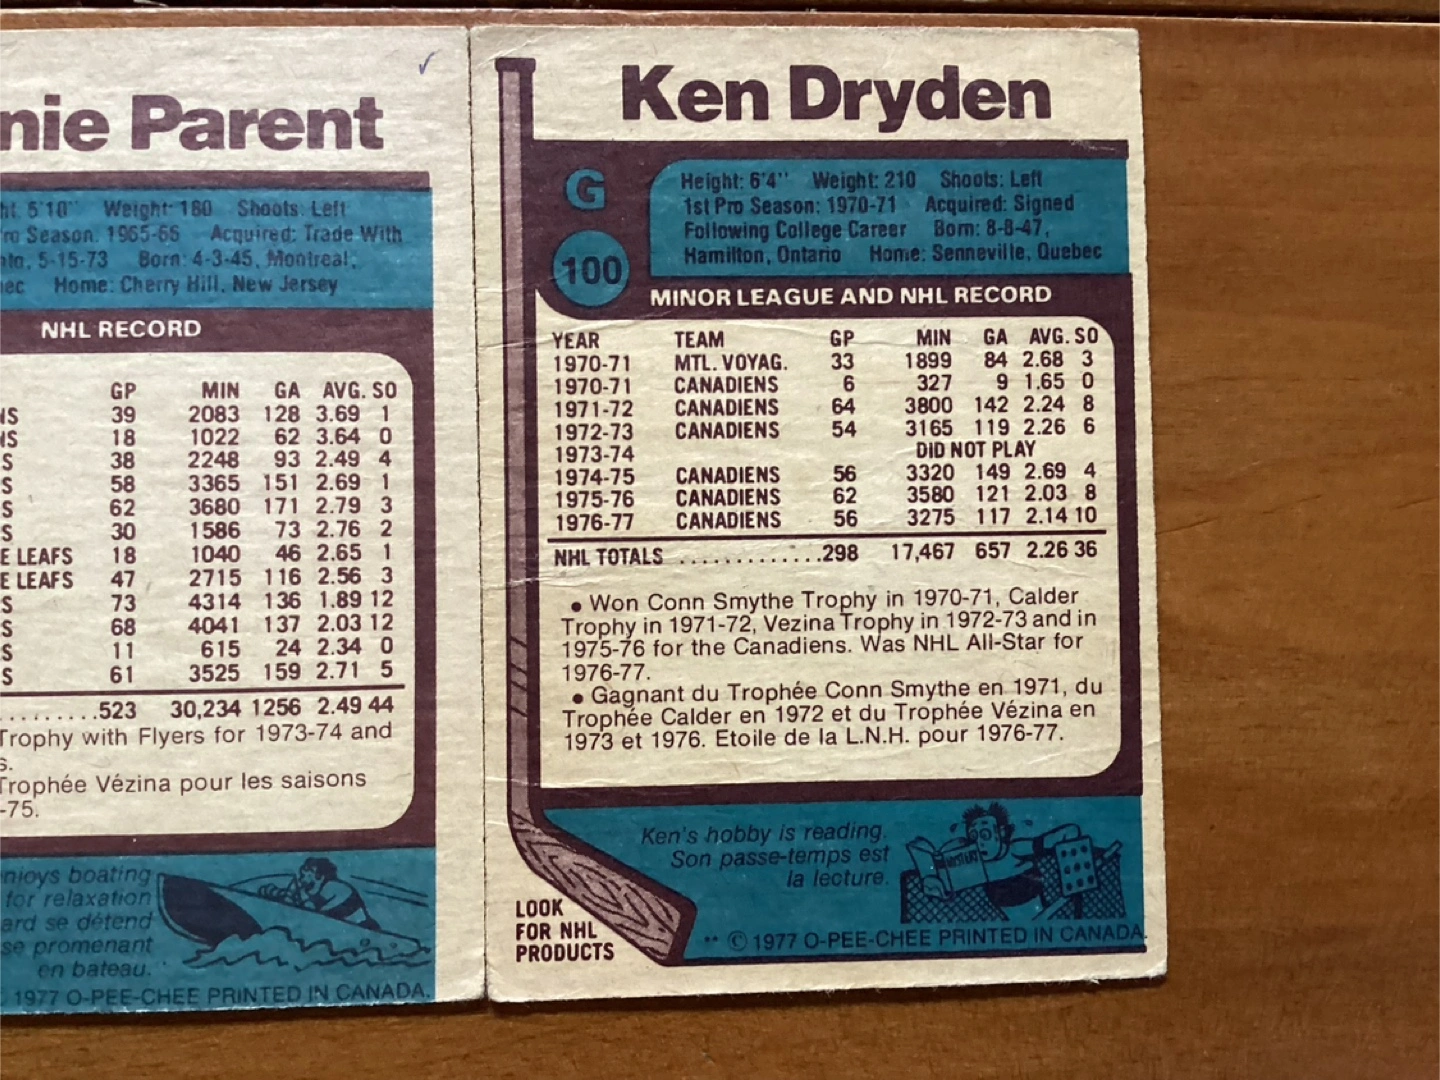 nie Parent
5'10" Weight: 180 Shoots: Left
Pro Season: 1965-66 Acquired: Trade With
5-15-73 Born: 4-3-45, Montreal,
Home: Cherry Hill, New Jersey
NHL RECORD
GP MIN GA AVG. SO
39 2083 128 3.69 1
18 1022 62 3.64 0
S 38 2248 93 2.49 4
S 58 3365 151 2.69 1
S 62 3680 171 2.79 3
S 30 1586 73 2.76 2
E LEAFS 18 1040 46 2.65 1
E LEAFS 47 2715 116 2.56 3
S 73 4314 136 1.89 12
S 68 4041 137 2.03 12
S 11 615 24 2.34 0
S 61 3525 159 2.71 5
.........523 30,234 1256 2.49 44
Trophy with Flyers for 1973-74 and
s.
Trophée Vézina pour les saisons
-75.
njoys boating
for relaxation
ard se détend
se promenant
en bateau.
1977 O-PEE-CHEE PRINTED IN CANADA.
Ken Dryden
G
100
Height: 6'4" Weight: 210 Shoots: Left
1st Pro Season: 1970-71 Acquired: Signed
Following College Career Born: 8-8-47,
Hamilton, Ontario Home: Senneville, Quebec
MINOR LEAGUE AND NHL RECORD
YEAR TEAM GP MIN GA AVG. SO
1970-71 MTL. VOYAG. 33 1899 84 2.68 3
1970-71 CANADIENS 6 327 9 1.65 0
1971-72 CANADIENS 64 3800 142 2.24 8
1972-73 CANADIENS 54 3165 119 2.26 6
1973-74 DID NOT PLAY
1974-75 CANADIENS 56 3320 149 2.69 4
1975-76 CANADIENS 62 3580 121 2.03 8
1976-77 CANADIENS 56 3275 117 2.14 10
NHL TOTALS .............298 17,467 657 2.26 36
• Won Conn Smythe Trophy in 1970-71, Calder
Trophy in 1971-72, Vezina Trophy in 1972-73 and in
1975-76 for the Canadiens. Was NHL All-Star for
1976-77.
• Gagnant du Trophée Conn Smythe en 1971, du
Trophée Calder en 1972 et du Trophée Vézina en
1973 et 1976. Etoile de la L.N.H. pour 1976-77.
Ken's hobby is reading.
Son passe-temps est
la lecture.
LOOK
FOR NHL
PRODUCTS
** © 1977 O-PEE-CHEE PRINTED IN CANADA.